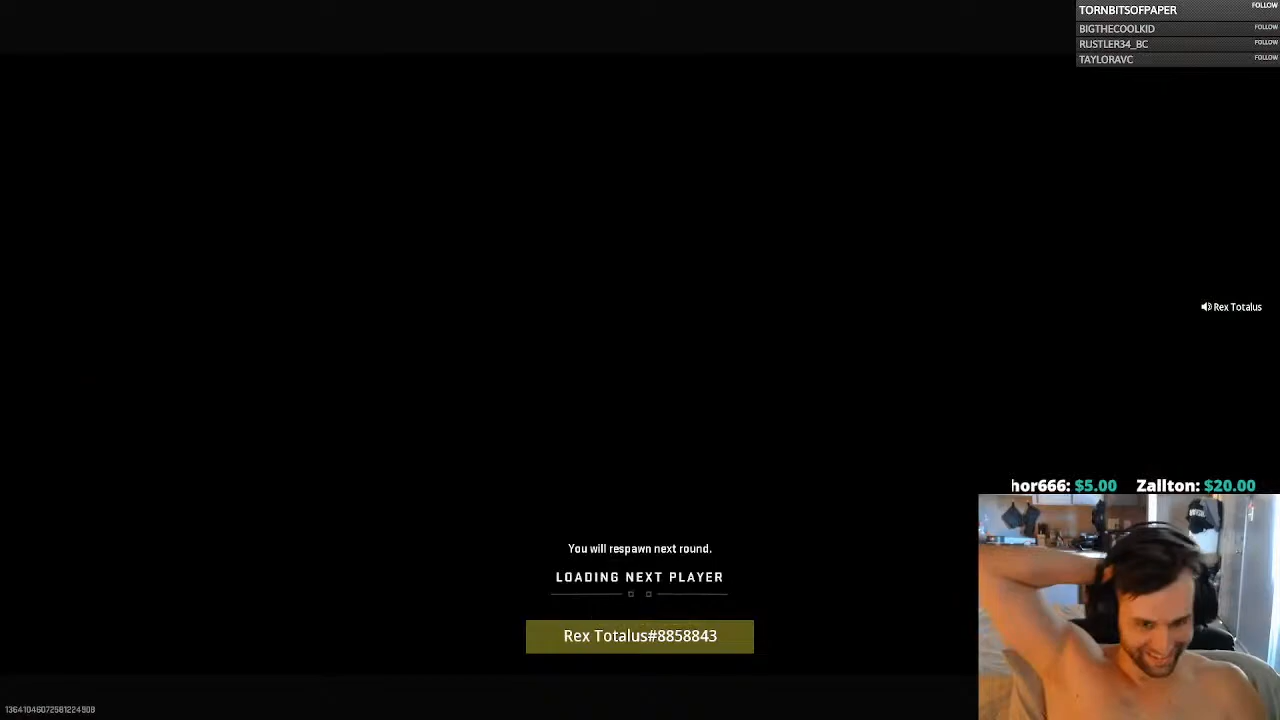 TORNBITSOFPAPER FOLLOW
BIGTHECOOLKID FOLLOW
RUSTLER34_BC FOLLOW
TAYLORAVC FOLLOW
Rex Totalus
hor666: $5.00 Zallton: $20.00
You will respawn next round.
LOADING NEXT PLAYER
Rex Totalus#8858843